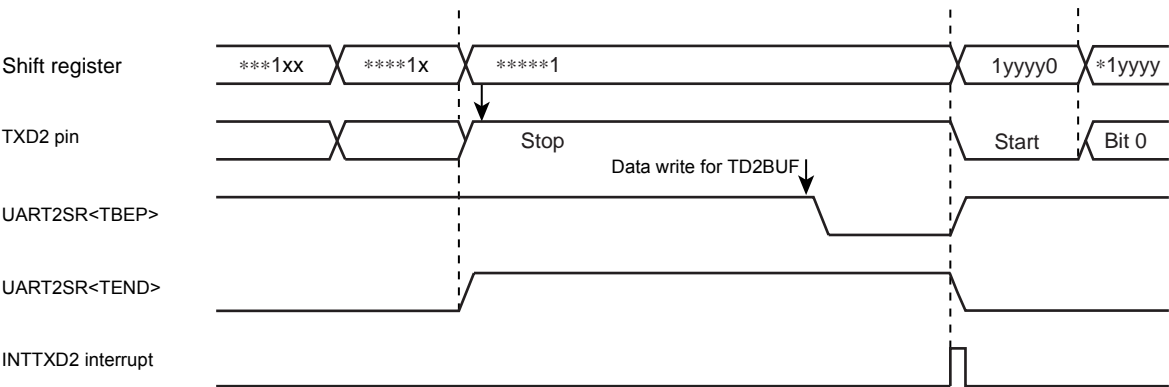 Shift register ***1xx ****1x *****1 1yyyy0 *1yyyy
TXD2 pin Stop Start Bit 0
Data write for TD2BUF
UART2SR<TBEP>
UART2SR<TEND>
INTTXD2 interrupt